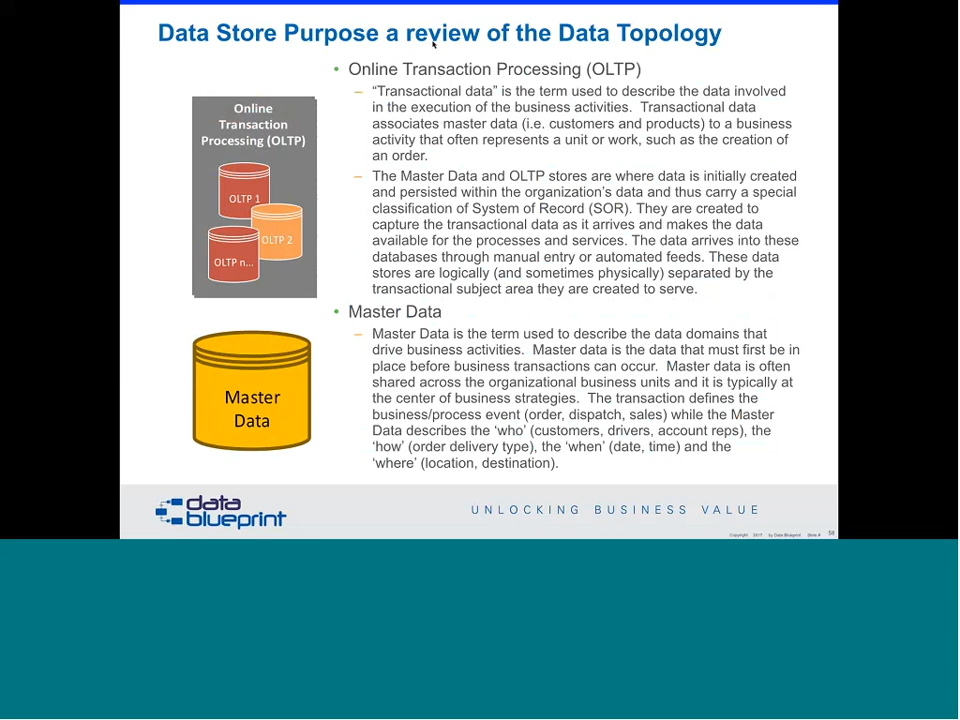 Data Store Purpose a review of the Data Topology
Online
Transaction
Processing (OLTP)
OLTP 1
OLTP 2
OLTP n...
• Online Transaction Processing (OLTP)
– “Transactional data” is the term used to describe the data involved
in the execution of the business activities. Transactional data
associates master data (i.e. customers and products) to a business
activity that often represents a unit or work, such as the creation of
an order.
– The Master Data and OLTP stores are where data is initially created
and persisted within the organization’s data and thus carry a special
classification of System of Record (SOR). They are created to
capture the transactional data as it arrives and makes the data
available for the processes and services. The data arrives into these
databases through manual entry or automated feeds. These data
stores are logically (and sometimes physically) separated by the
transactional subject area they are created to serve.
Master
Data
• Master Data
– Master Data is the term used to describe the data domains that
drive business activities. Master data is the data that must first be in
place before business transactions can occur. Master data is often
shared across the organizational business units and it is typically at
the center of business strategies. The transaction defines the
business/process event (order, dispatch, sales) while the Master
Data describes the ‘who’ (customers, drivers, account reps), the
‘how’ (order delivery type), the ‘when’ (date, time) and the
‘where’ (location, destination).
data
blueprint
UNLOCKING BUSINESS VALUE
Copyright 2017 by Data Blueprint Slide #
58